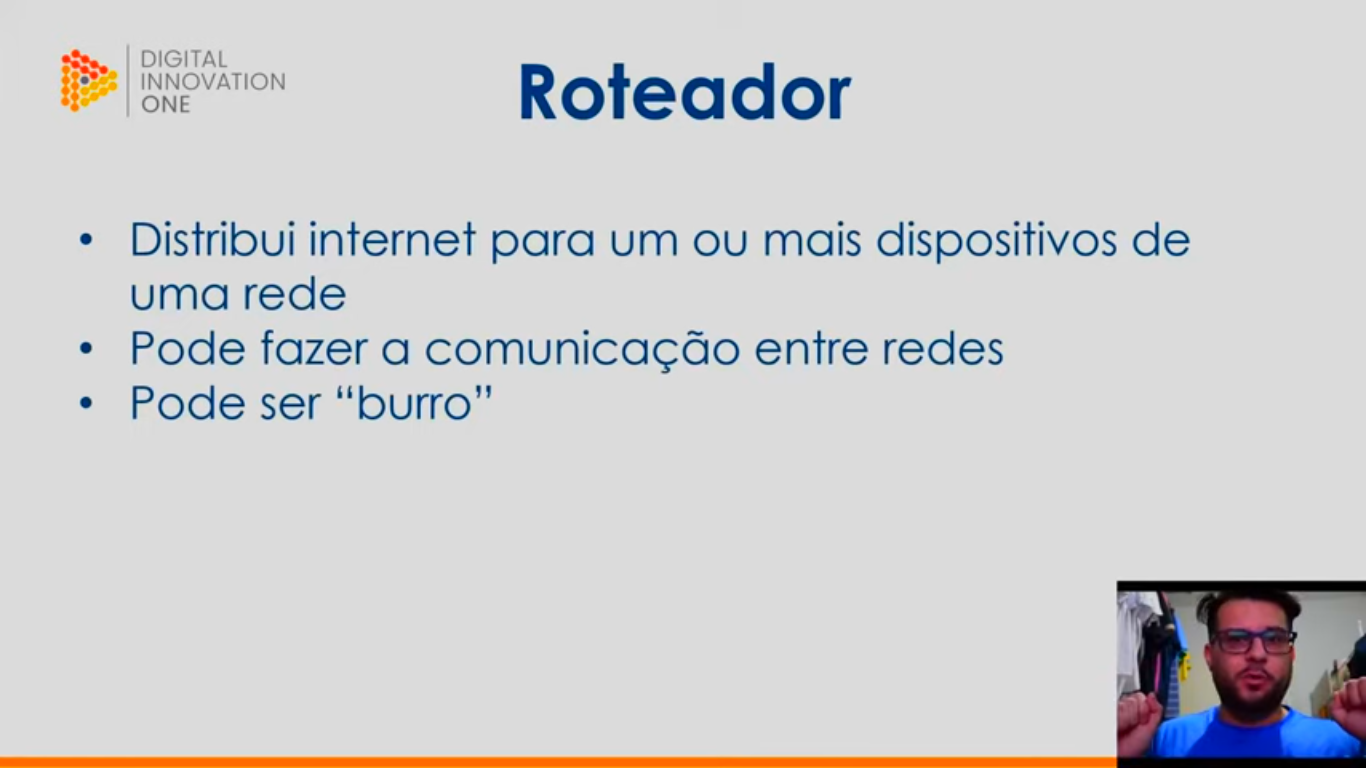 DIGITAL
INNOVATION
ONE
Roteador
• Distribui internet para um ou mais dispositivos de
uma rede
• Pode fazer a comunicação entre redes
• Pode ser “burro”